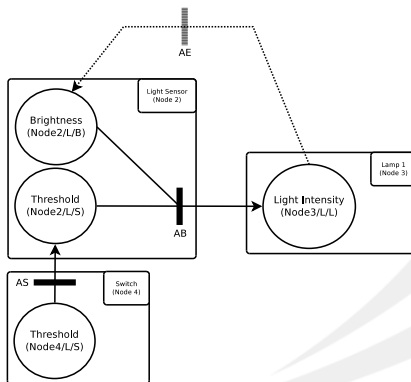 AE
Light Sensor
(Node 2)
Brightness
(Node2/L/B)
Lamp 1
(Node 3)
Threshold
(Node2/L/S)
Light Intensity
(Node3/L/L)
AB
AS
Switch
(Node 4)
Threshold
(Node4/L/S)